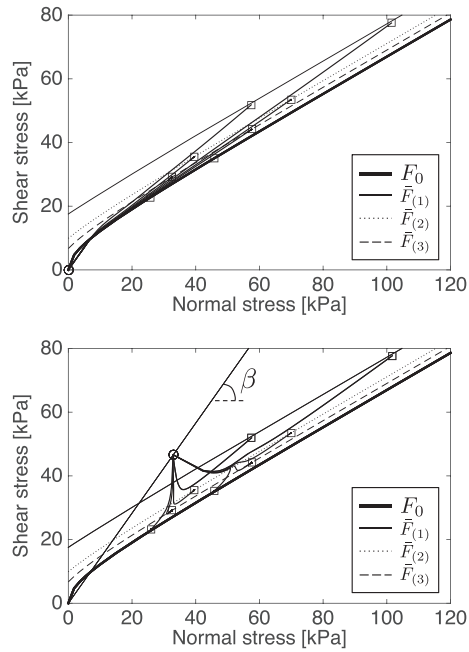 80
60
40
20
0
Shear stress [kPa]
F₀
F̄₍₁₎
F̄₍₂₎
F̄₍₃₎
0 20 40 60 80 100 120
Normal stress [kPa]
80
60
40
20
0
Shear stress [kPa]
β
F₀
F̄₍₁₎
F̄₍₂₎
F̄₍₃₎
0 20 40 60 80 100 120
Normal stress [kPa]